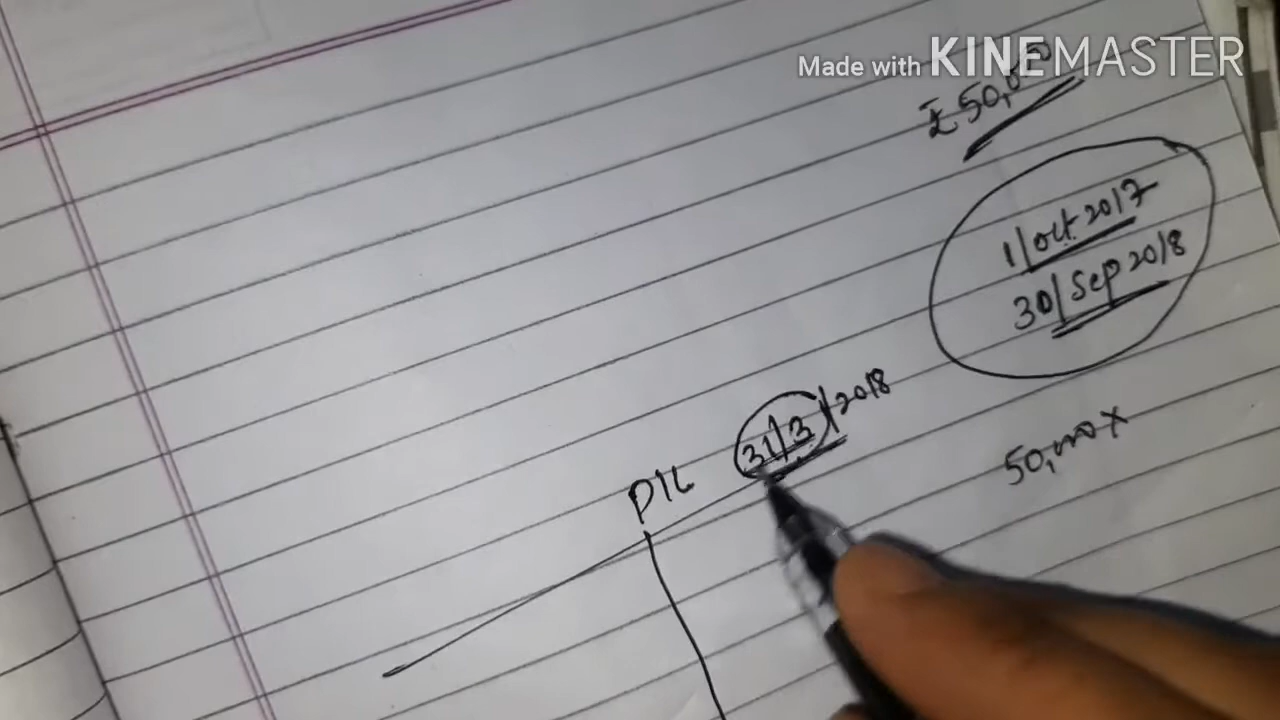 Made with KINEMASTER
₹ 50,000
1/Oct 2017
30/Sep 2018
31/3/2018
P/L
50,000 X